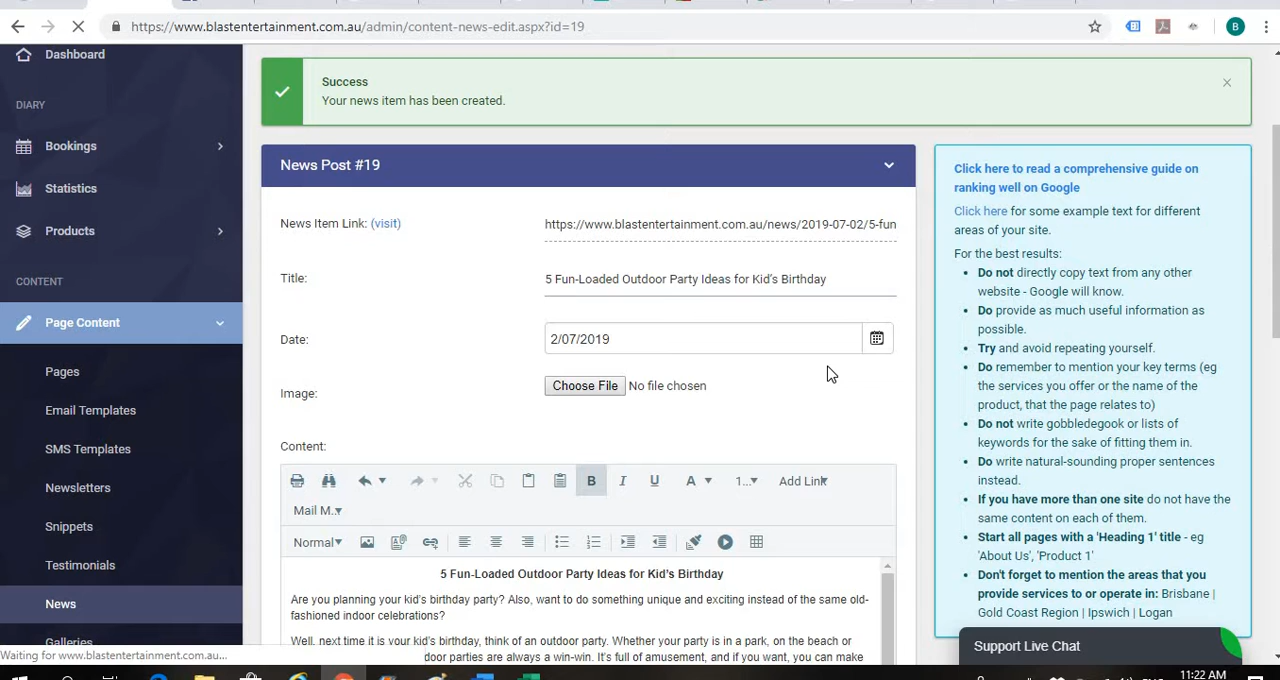 https://www.blastentertainment.com.au/admin/content-news-edit.aspx?id=19
B
Dashboard
DIARY
Bookings
Statistics
Products
CONTENT
Page Content
Pages
Email Templates
SMS Templates
Newsletters
Snippets
Testimonials
News
Galleries
Waiting for www.blastentertainment.com.au...
Success
Your news item has been created.
News Post #19
News Item Link: (visit)
https://www.blastentertainment.com.au/news/2019-07-02/5-fun
Title:
5 Fun-Loaded Outdoor Party Ideas for Kid's Birthday
Date:
2/07/2019
Image:
Choose File No file chosen
Content:
B I U A 1... Add Link
Mail M..
Normal
5 Fun-Loaded Outdoor Party Ideas for Kid's Birthday
Are you planning your kid's birthday party? Also, want to do something unique and exciting instead of the same old-
fashioned indoor celebrations?
Well, next time it is your kid's birthday, think of an outdoor party. Whether your party is in a park, on the beach or
door parties are always a win-win. It's full of amusement, and if you want, you can make
Click here to read a comprehensive guide on
ranking well on Google
Click here for some example text for different
areas of your site.
For the best results:
Do not directly copy text from any other
website - Google will know.
Do provide as much useful information as
possible.
Try and avoid repeating yourself.
Do remember to mention your key terms (eg
the services you offer or the name of the
product, that the page relates to)
Do not write gobbledegook or lists of
keywords for the sake of fitting them in.
Do write natural-sounding proper sentences
instead.
If you have more than one site do not have the
same content on each of them.
Start all pages with a 'Heading 1' title - eg
'About Us', 'Product 1'
Don't forget to mention the areas that you
provide services to or operate in: Brisbane |
Gold Coast Region | Ipswich | Logan
Support Live Chat
11:22 AM